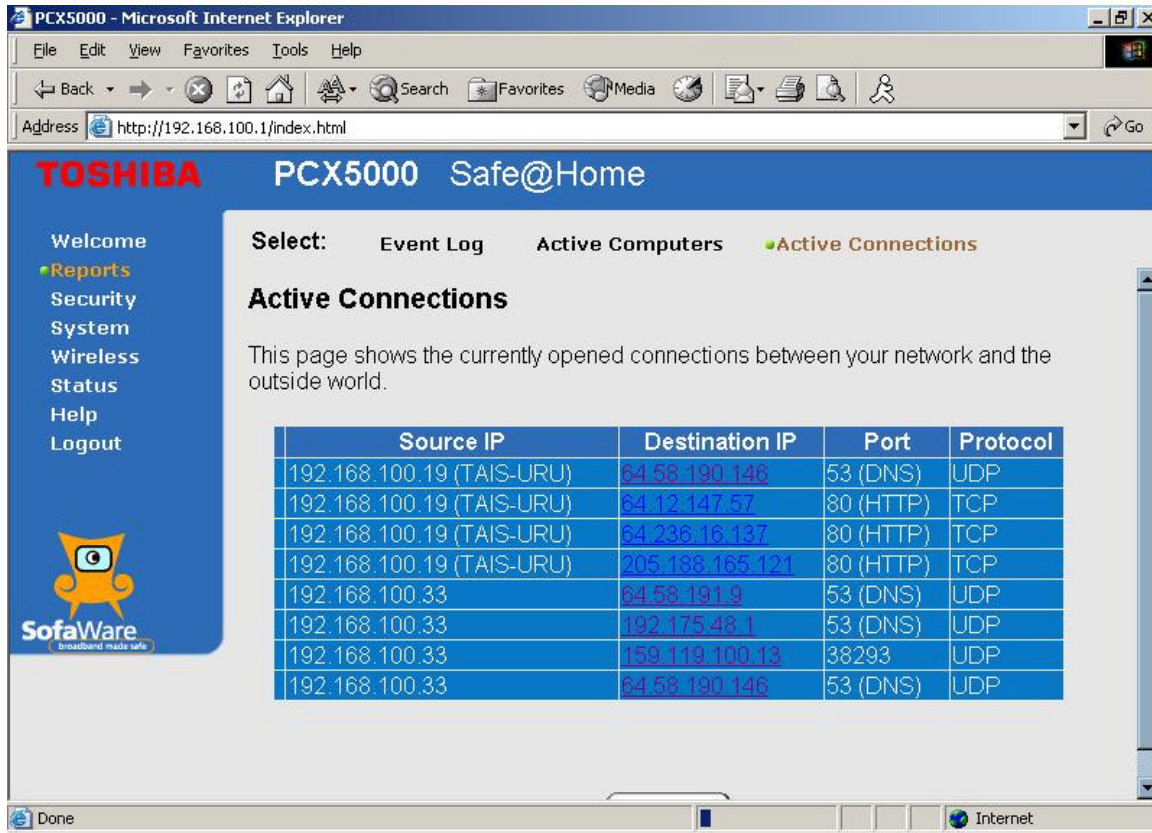 PCX5000 - Microsoft Internet Explorer
File Edit View Favorites Tools Help
Back Search Favorites Media
Address http://192.168.100.1/index.html Go
TOSHIBA PCX5000 Safe@Home
Welcome
Reports
Security
System
Wireless
Status
Help
Logout
SofaWare
broadband made safe
Select: Event Log Active Computers Active Connections
Active Connections
This page shows the currently opened connections between your network and the
outside world.
Source IP Destination IP Port Protocol
192.168.100.19 (TAIS-URU) 64.58.190.146 53 (DNS) UDP
192.168.100.19 (TAIS-URU) 64.12.147.57 80 (HTTP) TCP
192.168.100.19 (TAIS-URU) 64.236.16.137 80 (HTTP) TCP
192.168.100.19 (TAIS-URU) 205.188.165.121 80 (HTTP) TCP
192.168.100.33 64.58.191.9 53 (DNS) UDP
192.168.100.33 192.175.48.1 53 (DNS) UDP
192.168.100.33 159.119.100.13 38293 UDP
192.168.100.33 64.58.190.146 53 (DNS) UDP
Done Internet